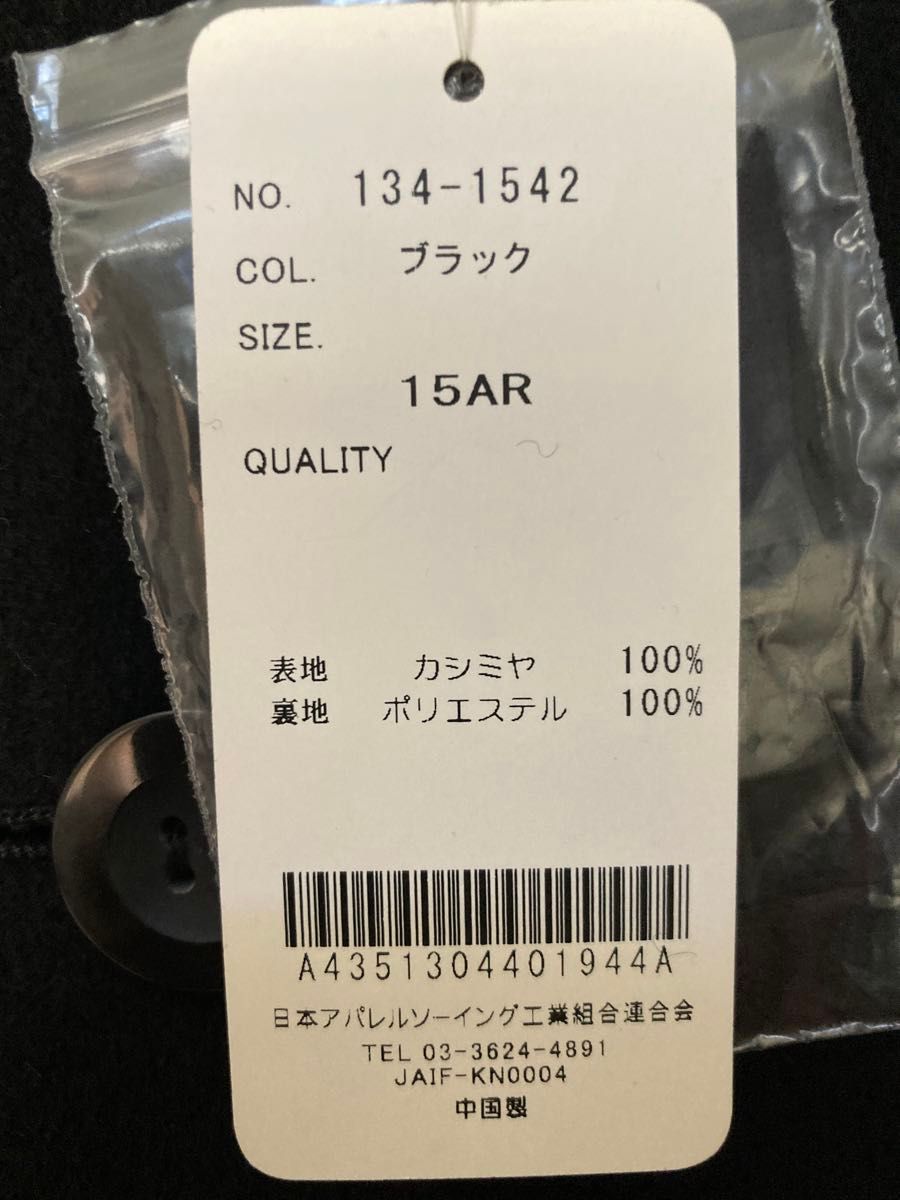 NO. 134-1542
COL. ブラック
SIZE.
15AR
QUALITY
表地 カシミヤ 100%
裏地 ポリエステル 100%
A4351304401944A
日本アパレルソーイング工業組合連合会
TEL 03-3624-4891
JAIF-KN0004
中国製